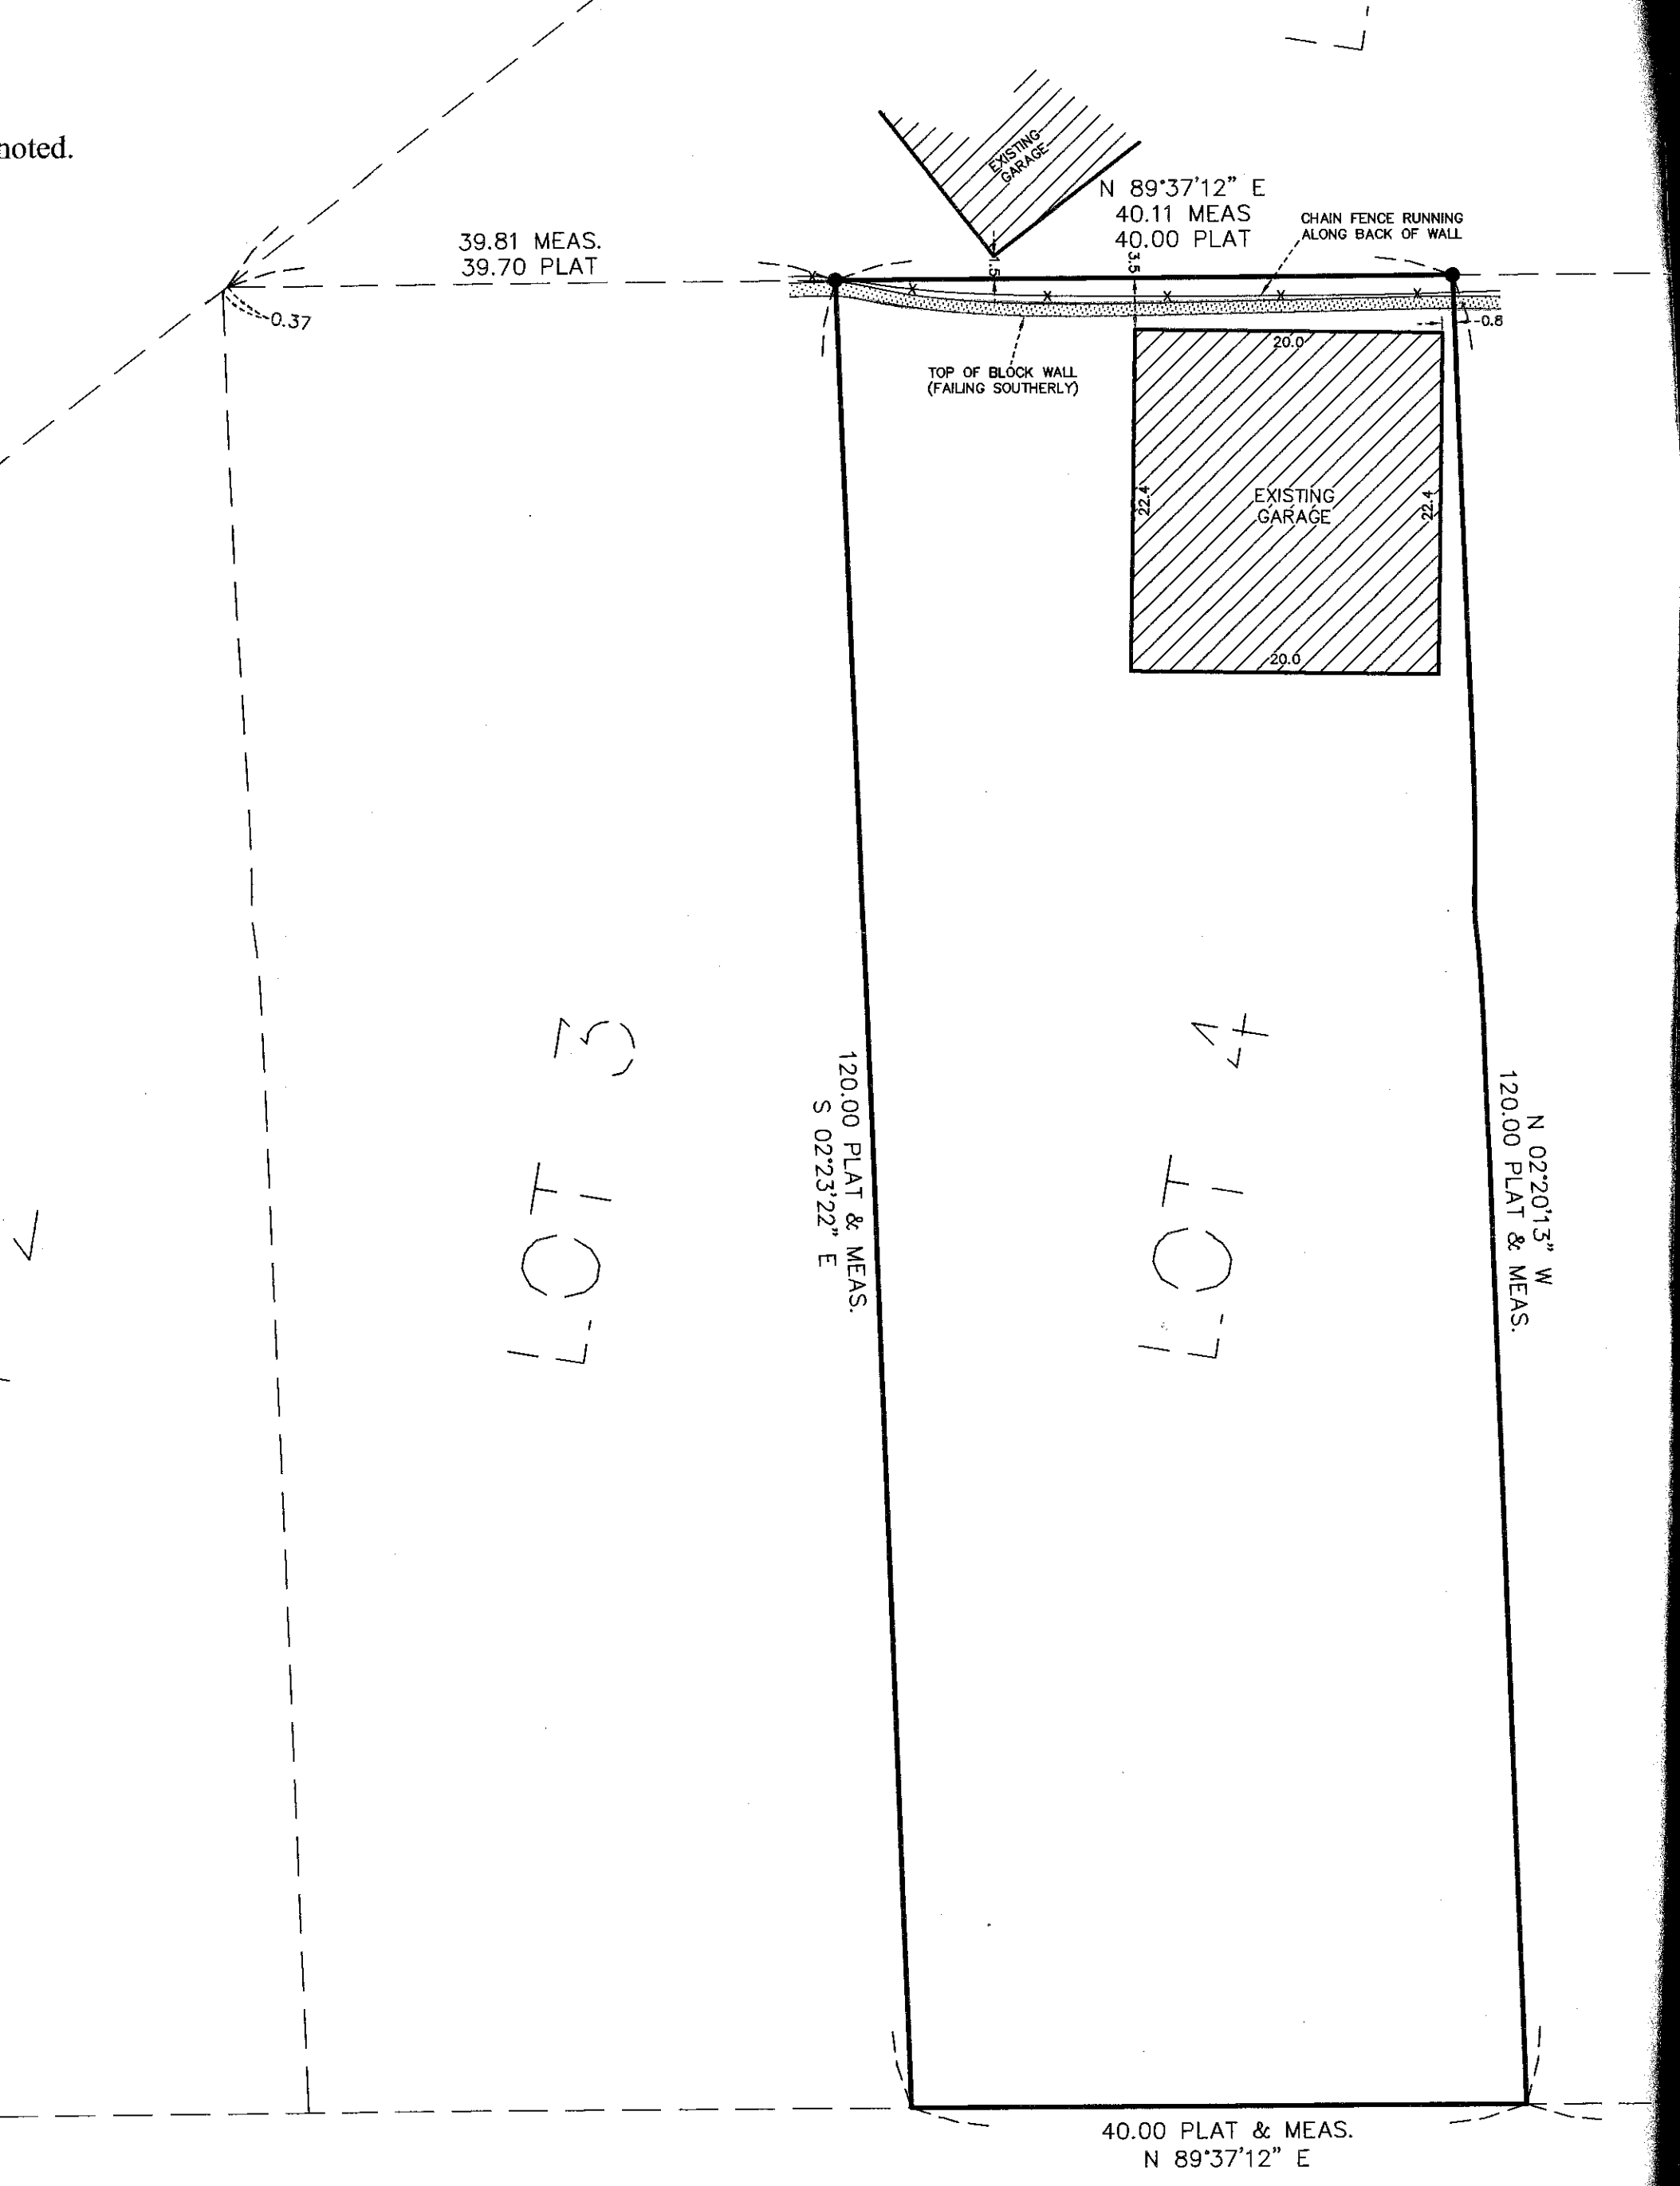 noted.
EXISTING
GARAGE
N 89°37'12" E
40.11 MEAS
40.00 PLAT
CHAIN FENCE RUNNING
ALONG BACK OF WALL
39.81 MEAS.
39.70 PLAT
0.37
1.5
3.5
0.8
20.0
TOP OF BLOCK WALL
(FAILING SOUTHERLY)
22.4
EXISTING
GARAGE
22.4
20.0
LOT 3
LOT 4
120.00 PLAT & MEAS.
S 02°23'22" E
N 02°20'13" W
120.00 PLAT & MEAS.
40.00 PLAT & MEAS.
N 89°37'12" E